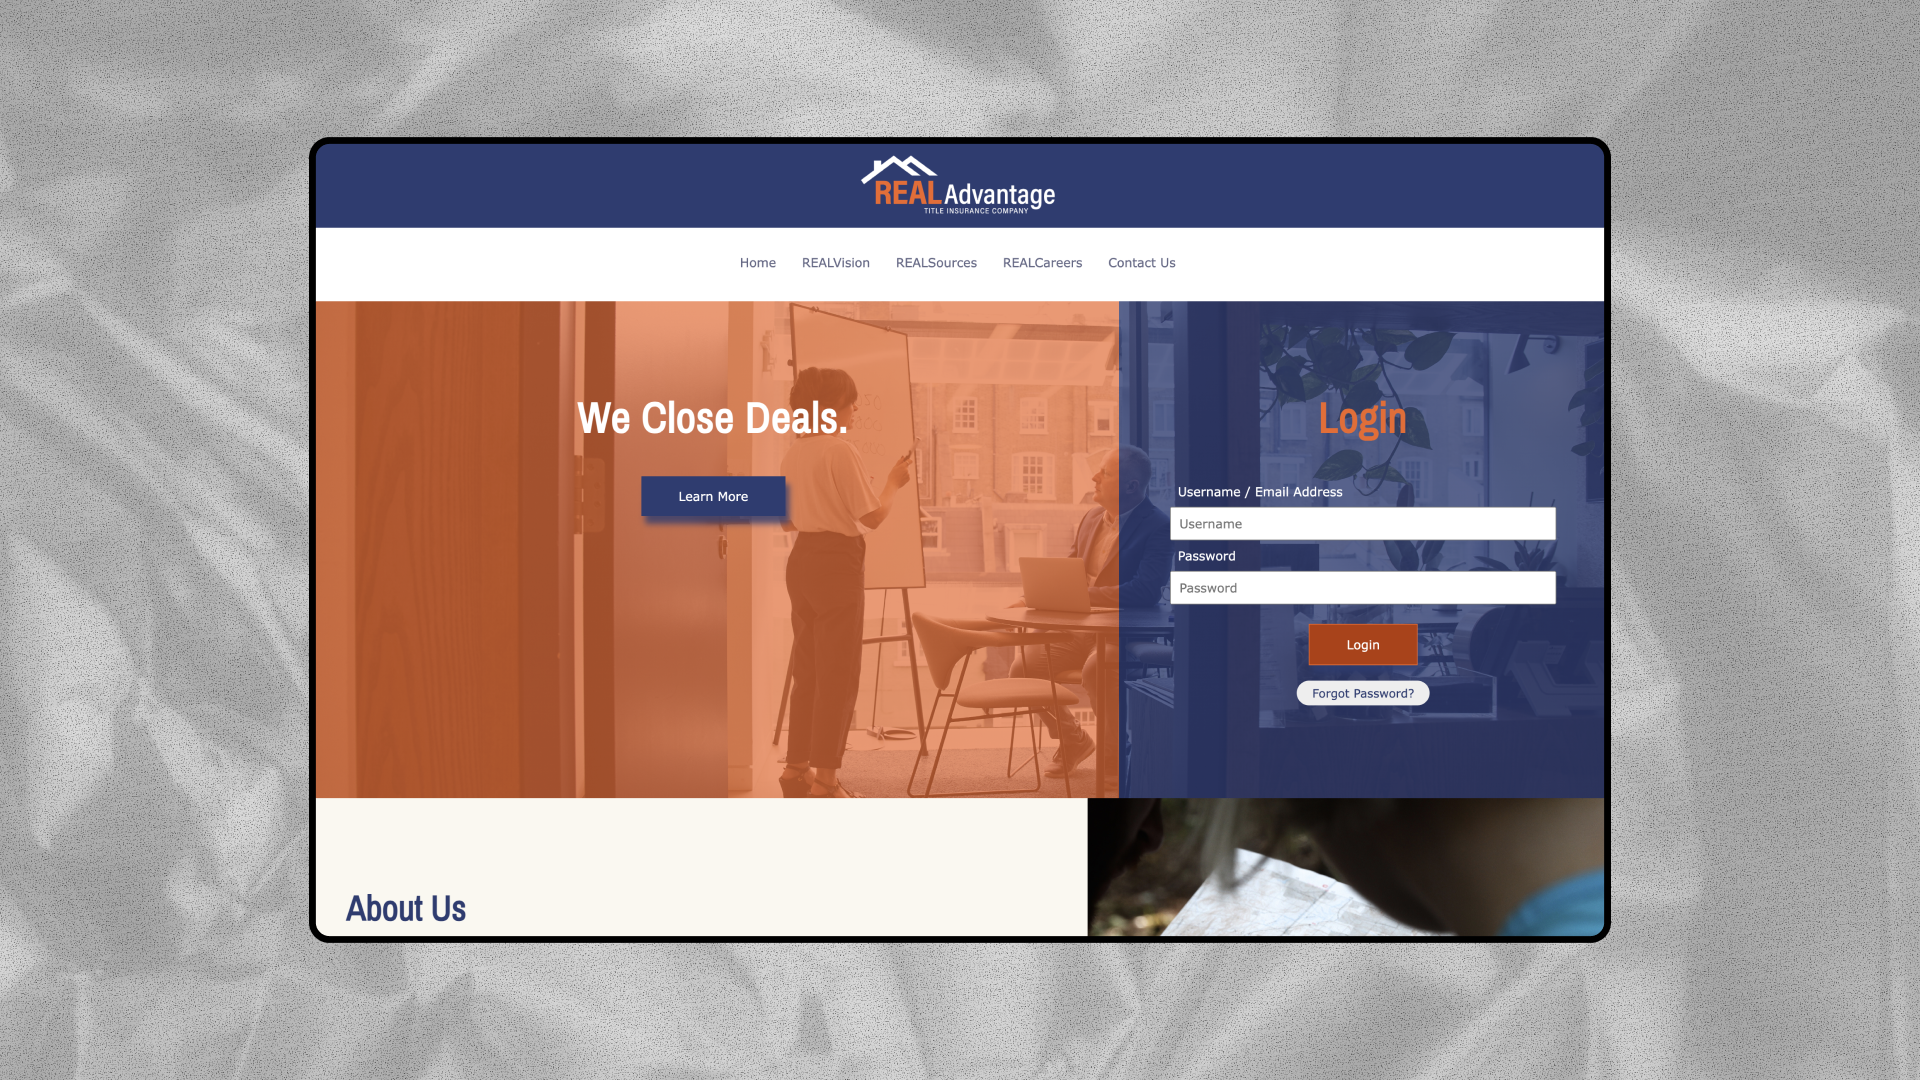 REAL Advantage
TITLE INSURANCE COMPANY
Home REALVision REALSources REALCareers Contact Us
We Close Deals.
Learn More
Login
Username / Email Address
Username
Password
Password
Login
Forgot Password?
About Us